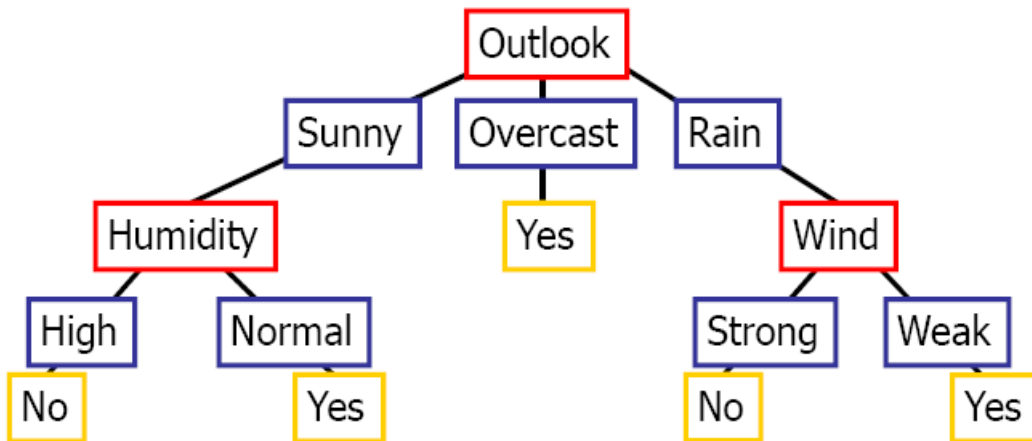 Outlook
Sunny Overcast Rain
Humidity Yes Wind
High Normal Strong Weak
No Yes No Yes